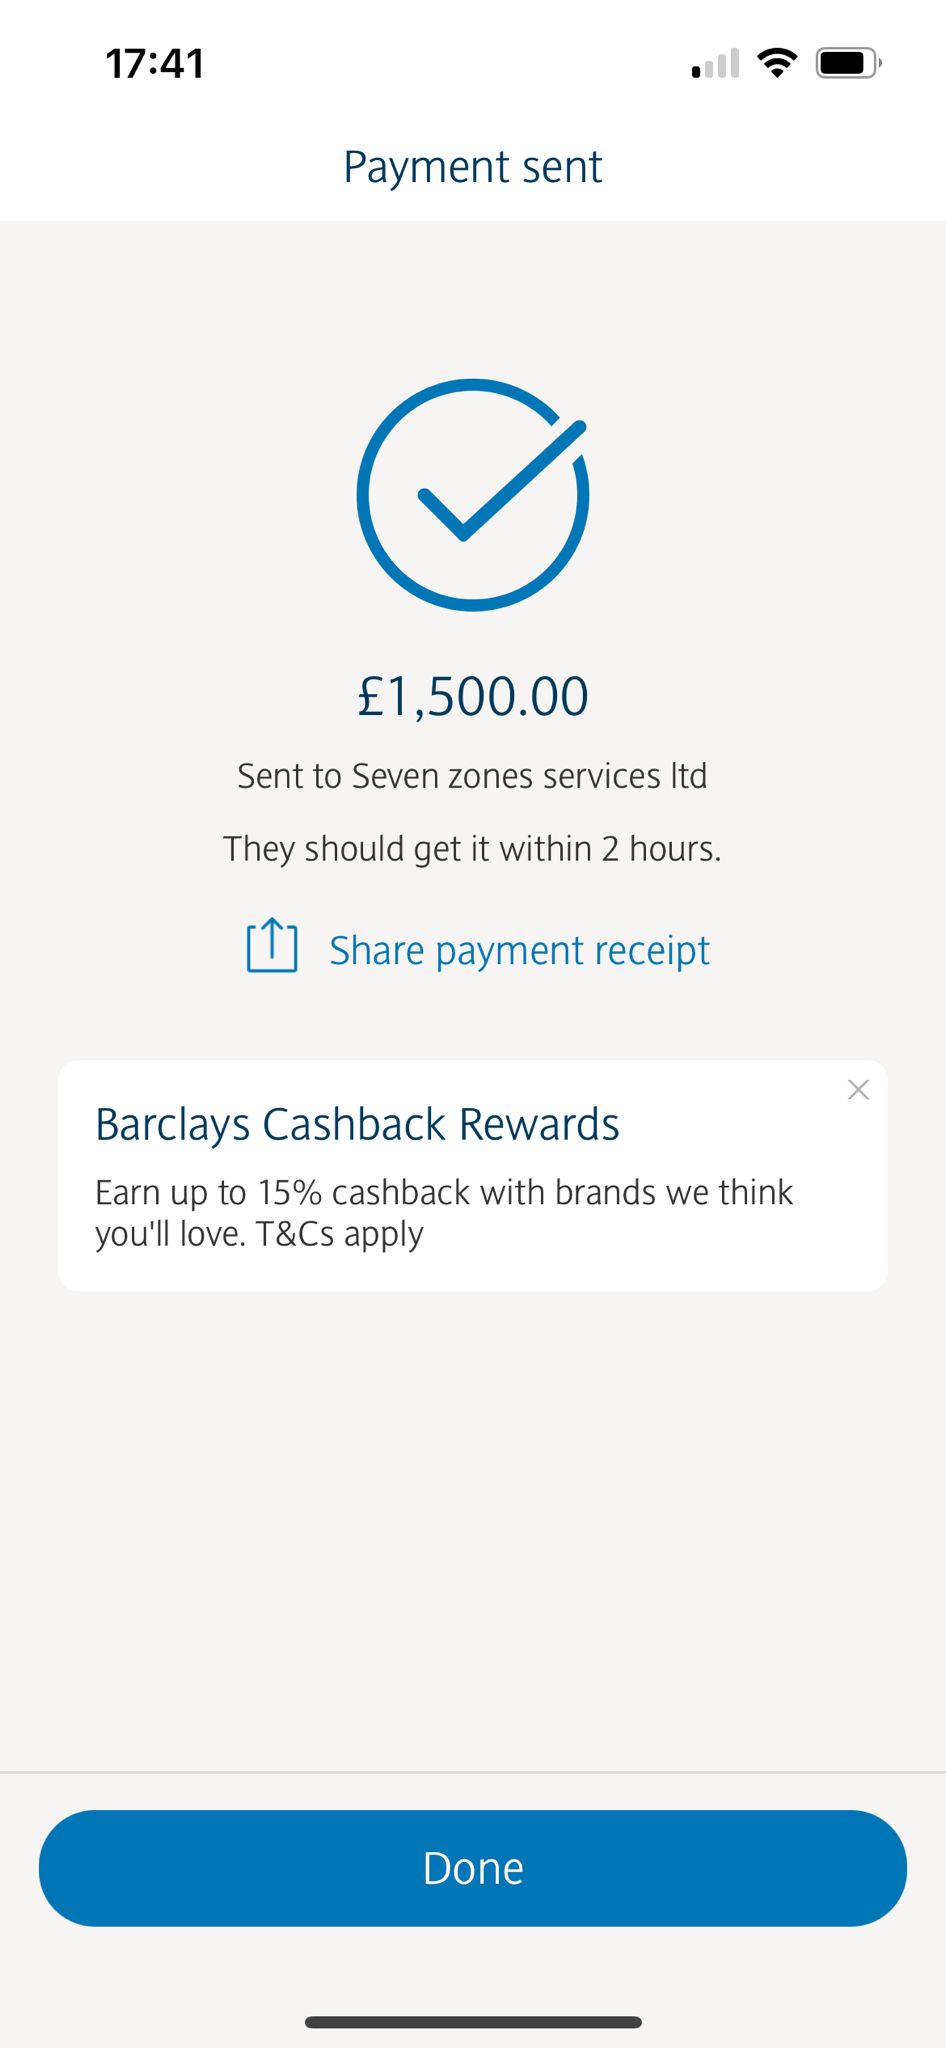 17:41
Payment sent
£1,500.00
Sent to Seven zones services ltd
They should get it within 2 hours.
Share payment receipt
Barclays Cashback Rewards
Earn up to 15% cashback with brands we think
you'll love. T&Cs apply
Done